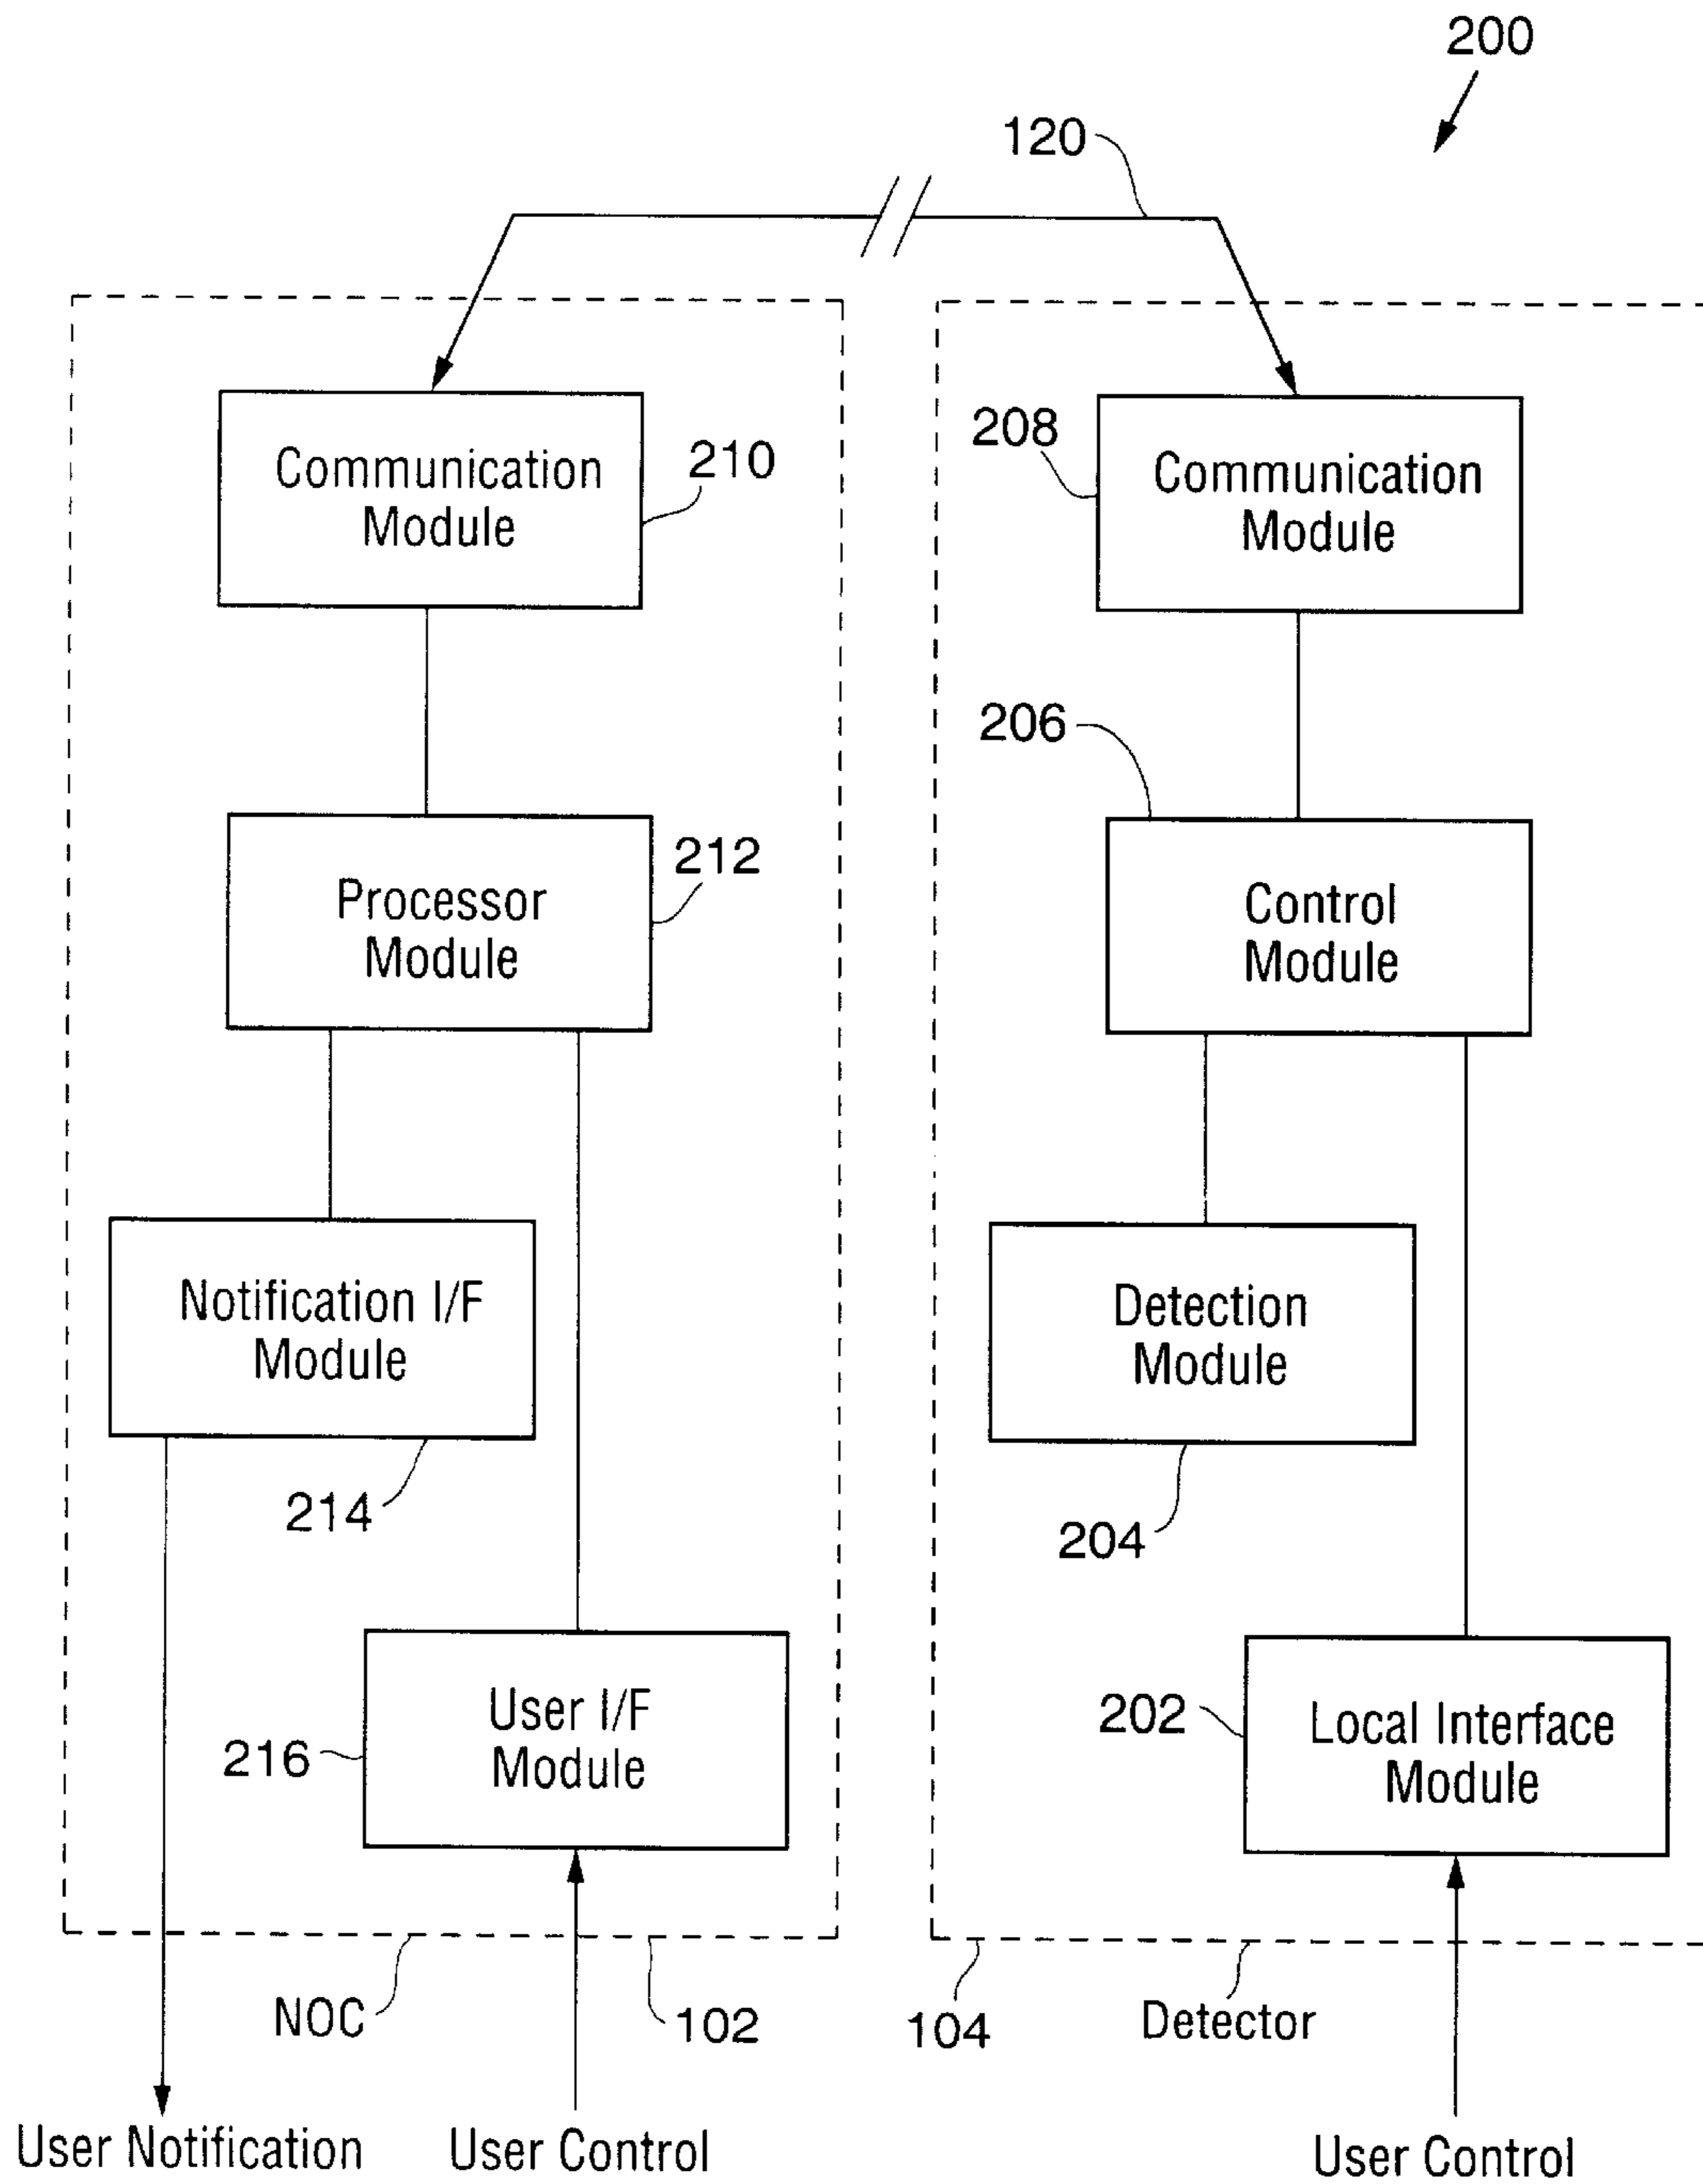 200
120
Communication
Module
210
208
Communication
Module
206
Processor
Module
212
Control
Module
Notification I/F
Module
214
Detection
Module
204
User I/F
Module
216
202
Local Interface
Module
NOC
102
104
Detector
User Notification
User Control
User Control